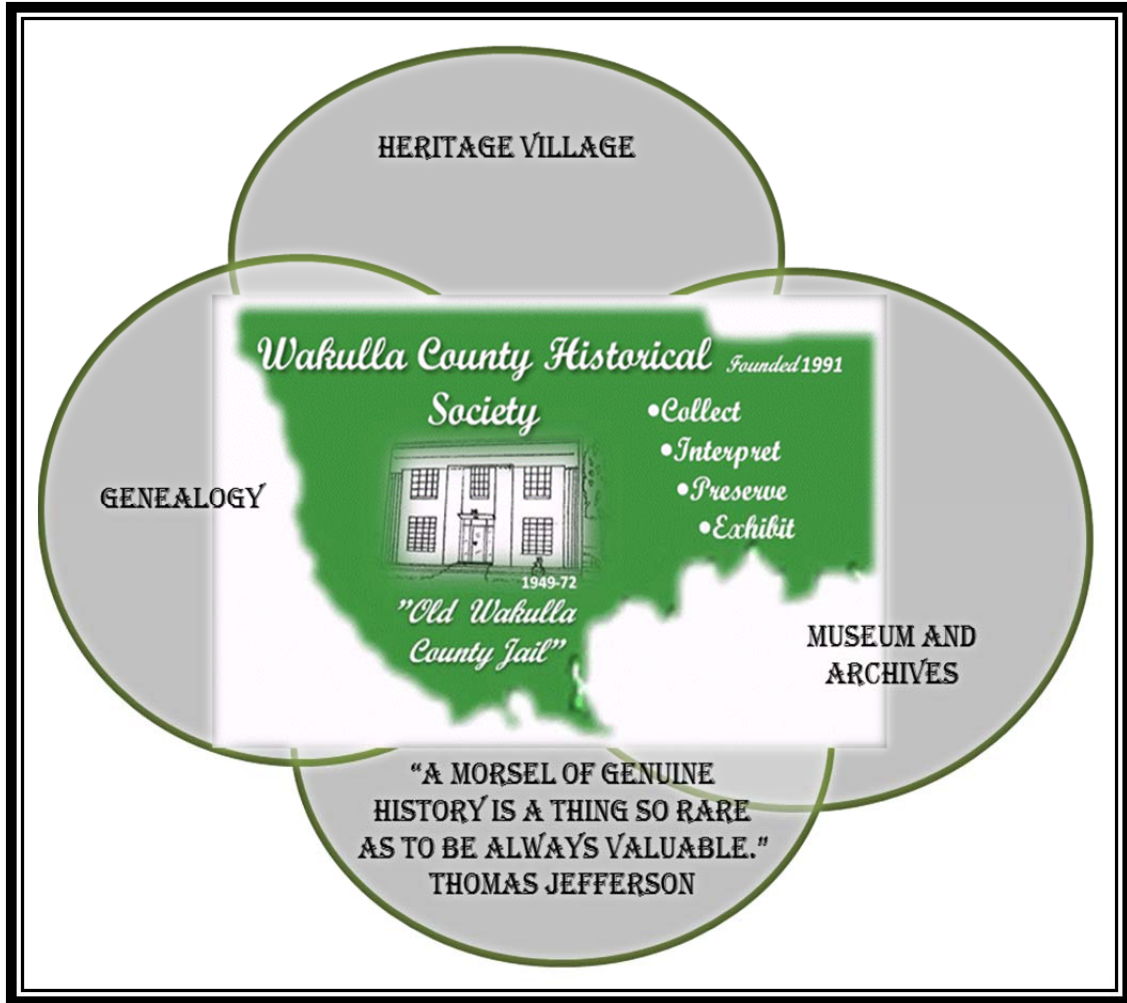 HERITAGE VILLAGE
Wakulla County Historical Founded 1991
Society
•Collect
•Interpret
•Preserve
•Exhibit
GENEALOGY
1949-72
"Old Wakulla
County Jail"
MUSEUM AND
ARCHIVES
“A MORSEL OF GENUINE
HISTORY IS A THING SO RARE
AS TO BE ALWAYS VALUABLE.”
THOMAS JEFFERSON